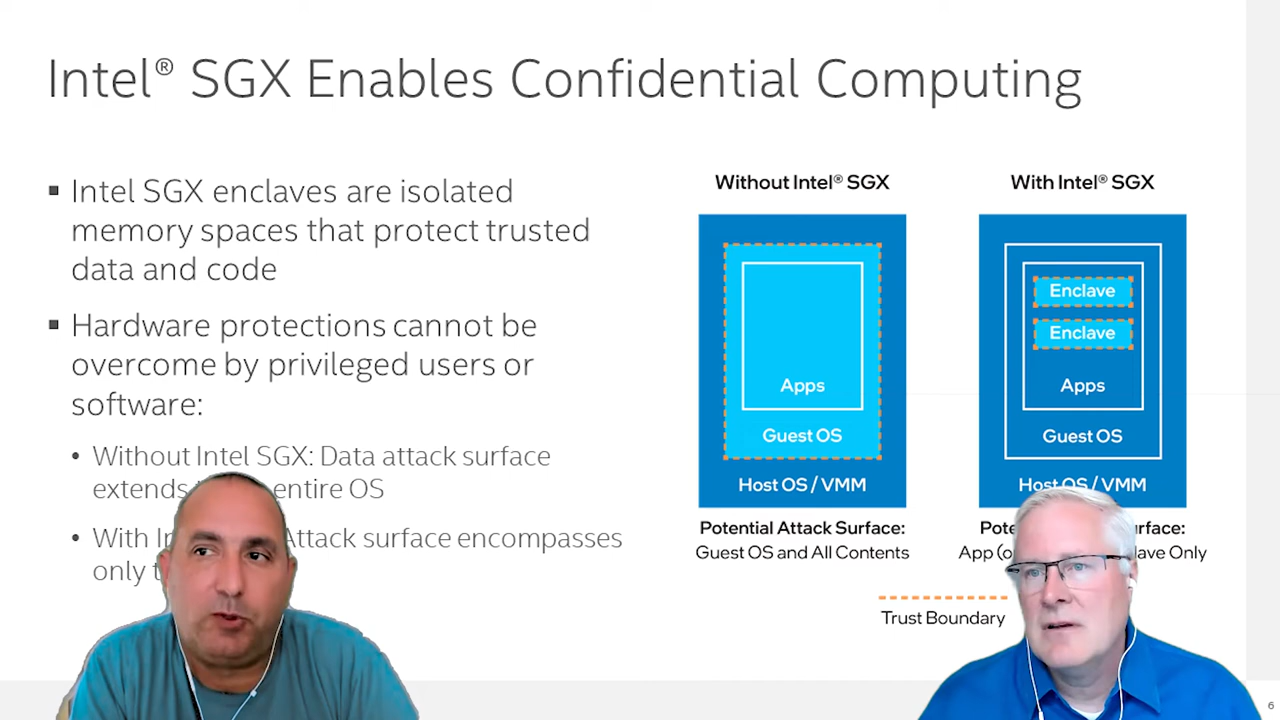 Intel® SGX Enables Confidential Computing
▪ Intel SGX enclaves are isolated
memory spaces that protect trusted
data and code
▪ Hardware protections cannot be
overcome by privileged users or
software:
• Without Intel SGX: Data attack surface
extends entire OS
• With Attack surface encompasses
only
Without Intel® SGX
Apps
Guest OS
Host OS / VMM
Potential Attack Surface:
Guest OS and All Contents
With Intel® SGX
Enclave
Enclave
Apps
Guest OS
Host OS / VMM
App Only
Trust Boundary
6